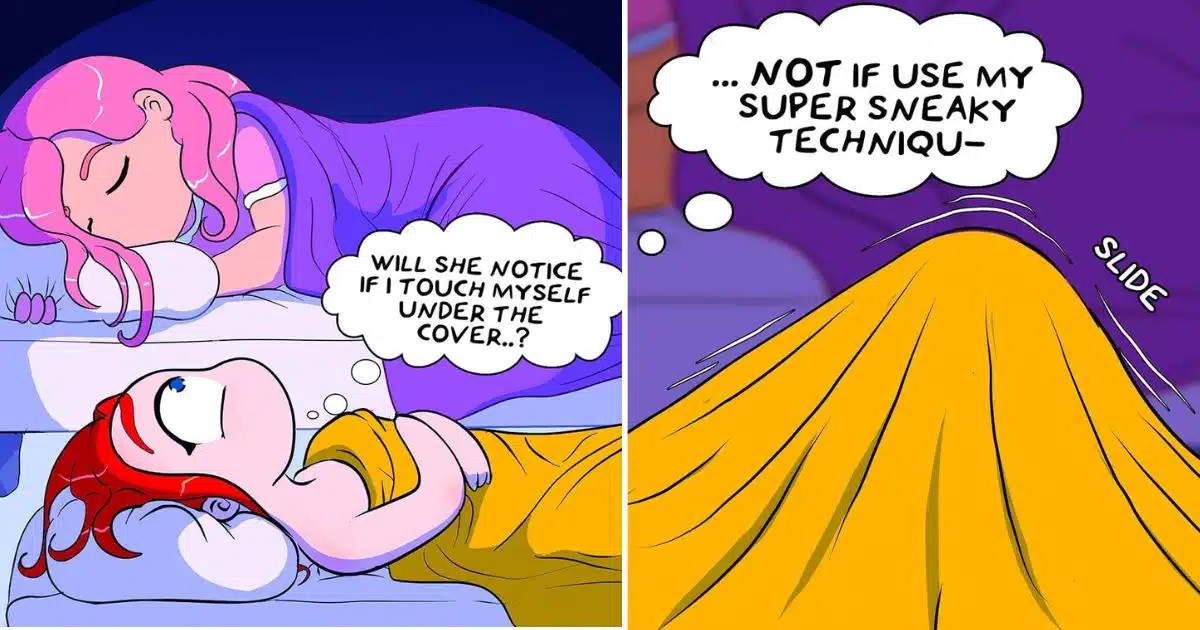 WILL SHE NOTICE
IF I TOUCH MYSELF
UNDER THE
COVER..?
... NOT IF USE MY
SUPER SNEAKY
TECHNIQU-
SLIDE